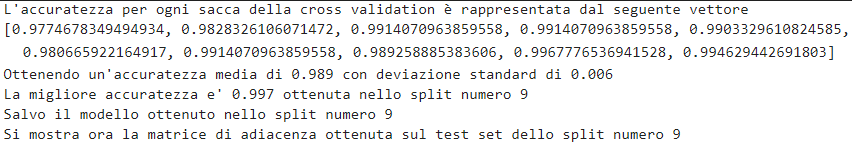 L'accuratezza per ogni sacca della cross validation è rappresentata dal seguente vettore
[0.9774678349494934, 0.9828326106071472, 0.9914070963859558, 0.9914070963859558, 0.9903329610824585,
0.980665922164917, 0.9914070963859558, 0.989258885383606, 0.9967776536941528, 0.994629442691803]
Ottenendo un'accuratezza media di 0.989 con deviazione standard di 0.006
La migliore accuratezza e' 0.997 ottenuta nello split numero 9
Salvo il modello ottenuto nello split numero 9
Si mostra ora la matrice di adiacenza ottenuta sul test set dello split numero 9